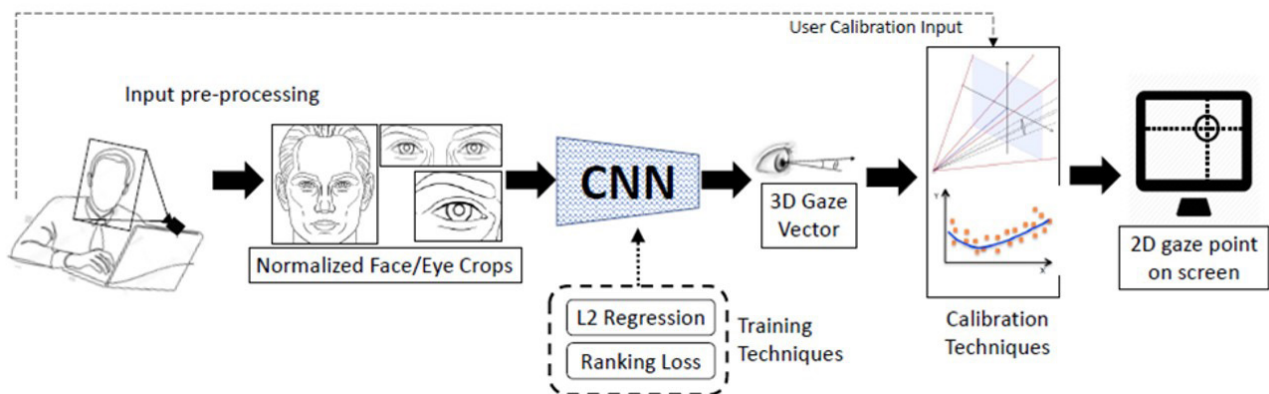 User Calibration Input
Input pre-processing
Normalized Face/Eye Crops
CNN
3D Gaze
Vector
L2 Regression
Ranking Loss
Training
Techniques
Y
X
Calibration
Techniques
2D gaze point
on screen